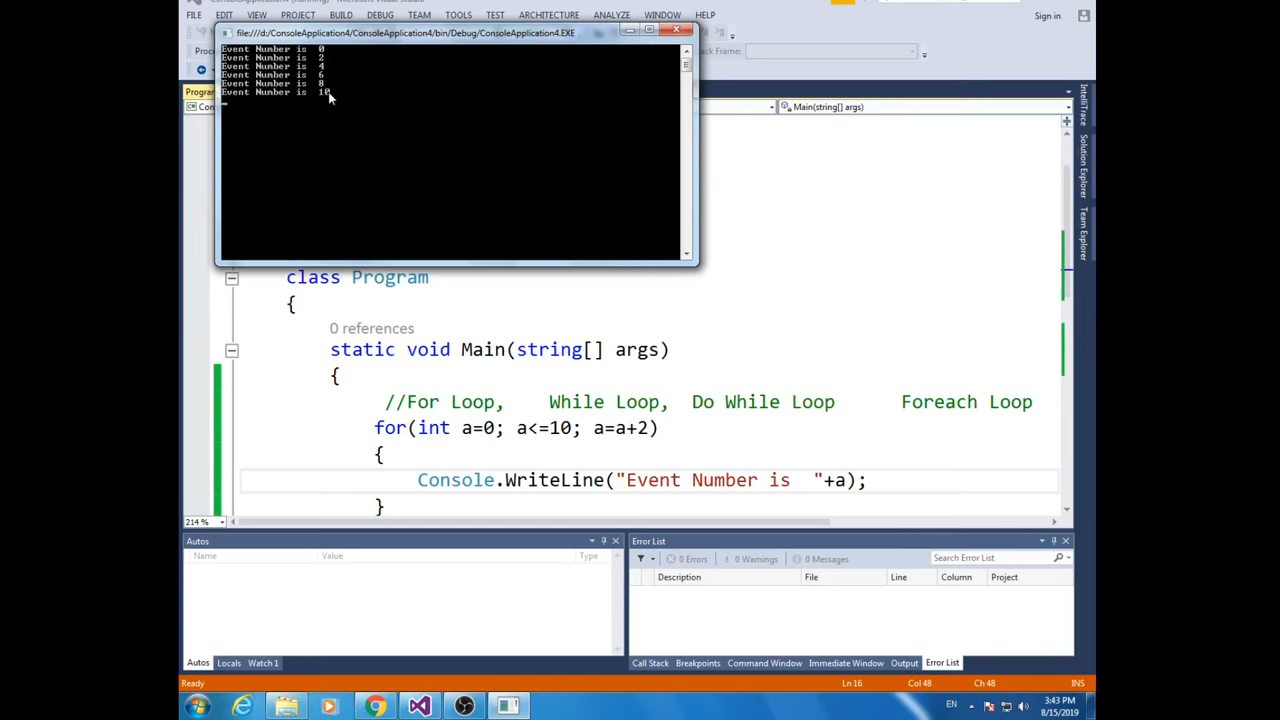 FILE EDIT VIEW PROJECT BUILD DEBUG TEAM TOOLS TEST ARCHITECTURE ANALYZE WINDOW HELP Sign in
file:///d:/ConsoleApplication4/ConsoleApplication4/bin/Debug/ConsoleApplication4.EXE
Event Number is 0
Event Number is 2
Event Number is 4
Event Number is 6
Event Number is 8
Event Number is 10
Main(string[] args)
IntelliTrace
Solution Explorer
Team Explorer
class Program
{
0 references
static void Main(string[] args)
{
//For Loop, While Loop, Do While Loop Foreach Loop
for(int a=0; a<=10; a=a+2)
{
Console.WriteLine("Event Number is "+a);
}
214 %
Autos
Name Value Type
Error List
0 Errors 0 Warnings 0 Messages Search Error List
Description File Line Column Project
Autos Locals Watch 1
Call Stack Breakpoints Command Window Immediate Window Output Error List
Ready Ln 16 Col 48 Ch 48 INS
EN 3:43 PM
8/15/2019